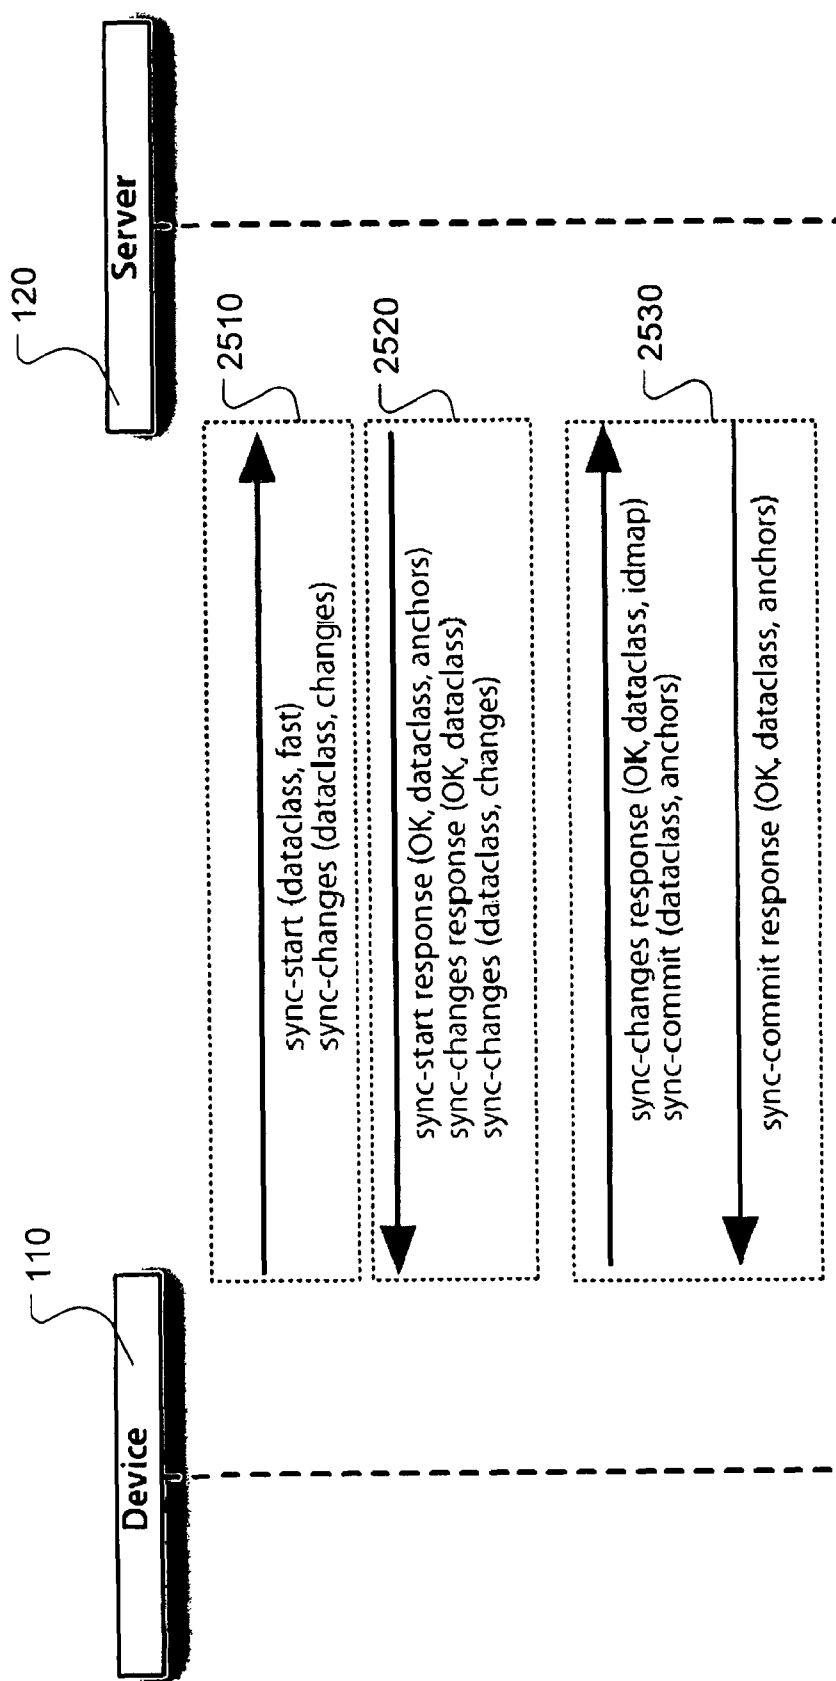 Device
110
Server
120
sync-start (dataclass, fast)
sync-changes (dataclass, changes)
2510
sync-start response (OK, dataclass, anchors)
sync-changes response (OK, dataclass)
sync-changes (dataclass, changes)
2520
sync-changes response (OK, dataclass, idmap)
sync-commit (dataclass, anchors)
2530
sync-commit response (OK, dataclass, anchors)